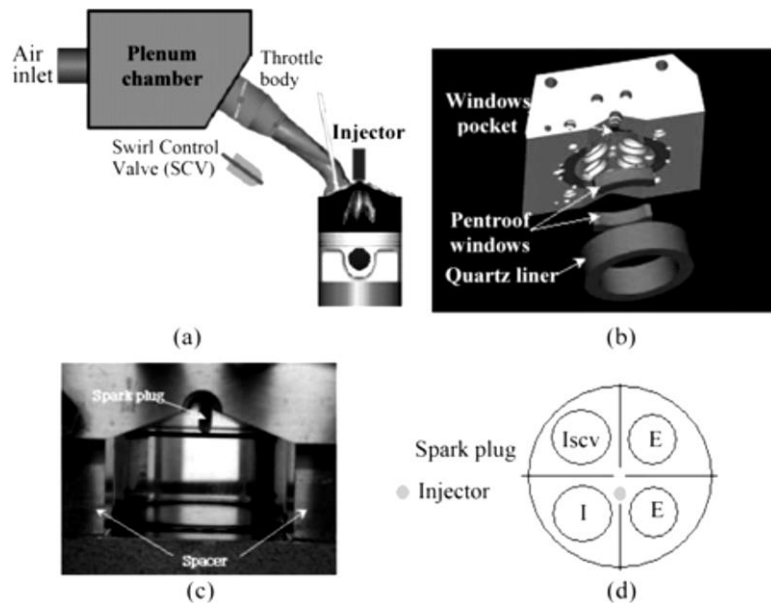 Air
inlet
Plenum
chamber
Throttle
body
Injector
Swirl Control
Valve (SCV)
(a)
Windows
pocket
Pentroof
windows
Quartz liner
(b)
Spark plug
Spacer
(c)
Spark plug
Injector
Iscv
E
I
E
(d)